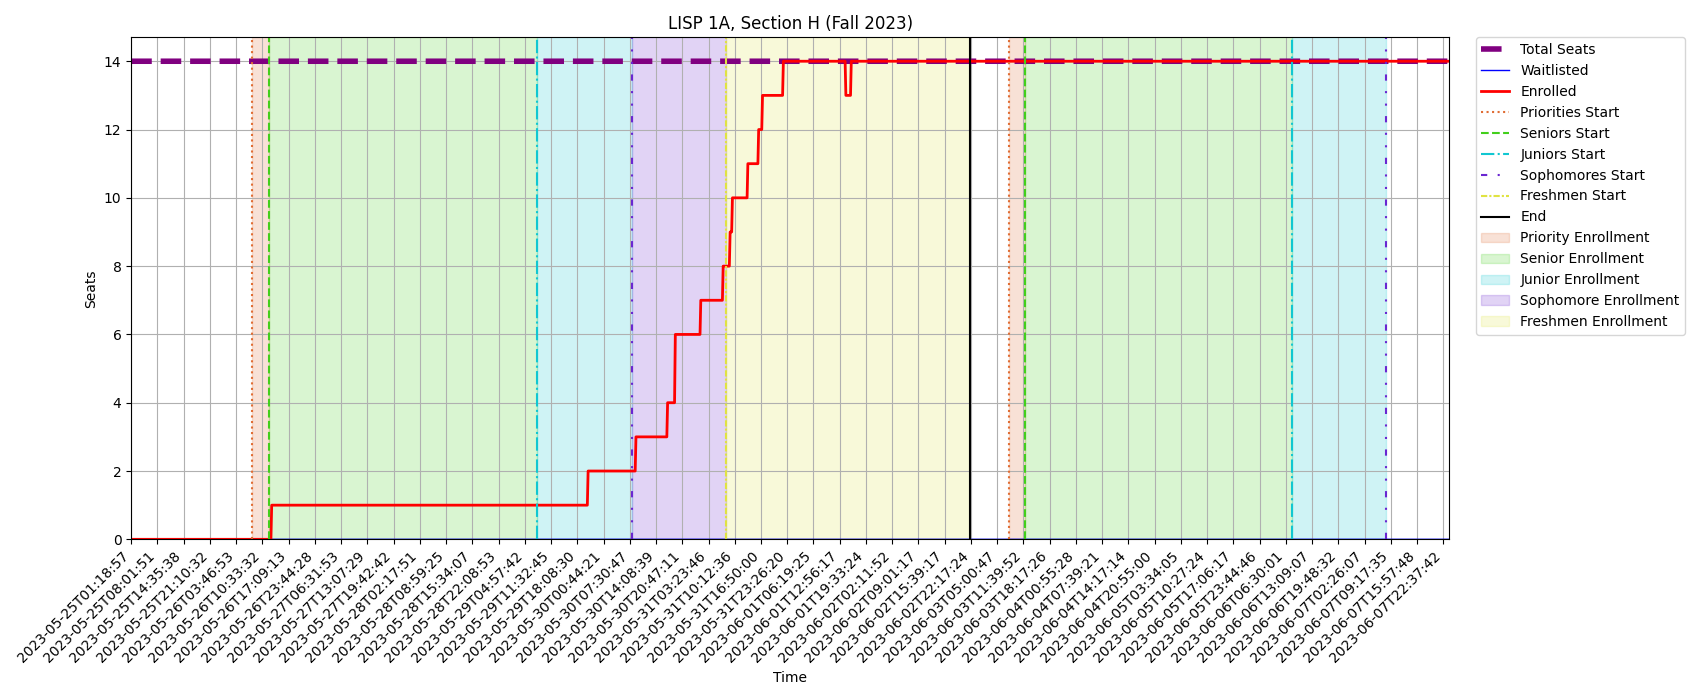 LISP 1A, Section H (Fall 2023)
Seats
14
12
10
8
6
4
2
0
2023-05-25T01:18:57
2023-05-25T08:01:51
2023-05-25T14:35:38
2023-05-25T21:10:32
2023-05-26T03:46:53
2023-05-26T10:33:32
2023-05-26T17:09:13
2023-05-26T23:44:28
2023-05-27T06:31:53
2023-05-27T13:07:29
2023-05-27T19:42:42
2023-05-28T02:17:51
2023-05-28T08:59:25
2023-05-28T15:34:07
2023-05-28T22:08:53
2023-05-29T04:57:42
2023-05-29T11:32:45
2023-05-29T18:08:30
2023-05-30T00:44:21
2023-05-30T07:30:47
2023-05-30T14:08:39
2023-05-30T20:47:11
2023-05-31T03:23:46
2023-05-31T10:12:36
2023-05-31T16:50:00
2023-05-31T23:26:20
2023-06-01T06:19:25
2023-06-01T12:56:17
2023-06-01T19:33:24
2023-06-02T02:11:52
2023-06-02T09:01:17
2023-06-02T15:39:17
2023-06-02T22:17:24
2023-06-03T05:00:47
2023-06-03T11:39:52
2023-06-03T18:17:26
2023-06-04T00:55:28
2023-06-04T07:39:21
2023-06-04T14:17:14
2023-06-04T20:55:00
2023-06-05T03:34:05
2023-06-05T10:27:24
2023-06-05T17:06:17
2023-06-05T23:44:46
2023-06-06T06:30:01
2023-06-06T13:09:07
2023-06-06T19:48:32
2023-06-07T02:26:07
2023-06-07T09:17:35
2023-06-07T15:57:48
2023-06-07T22:37:42
Time
Total Seats
Waitlisted
Enrolled
Priorities Start
Seniors Start
Juniors Start
Sophomores Start
Freshmen Start
End
Priority Enrollment
Senior Enrollment
Junior Enrollment
Sophomore Enrollment
Freshmen Enrollment